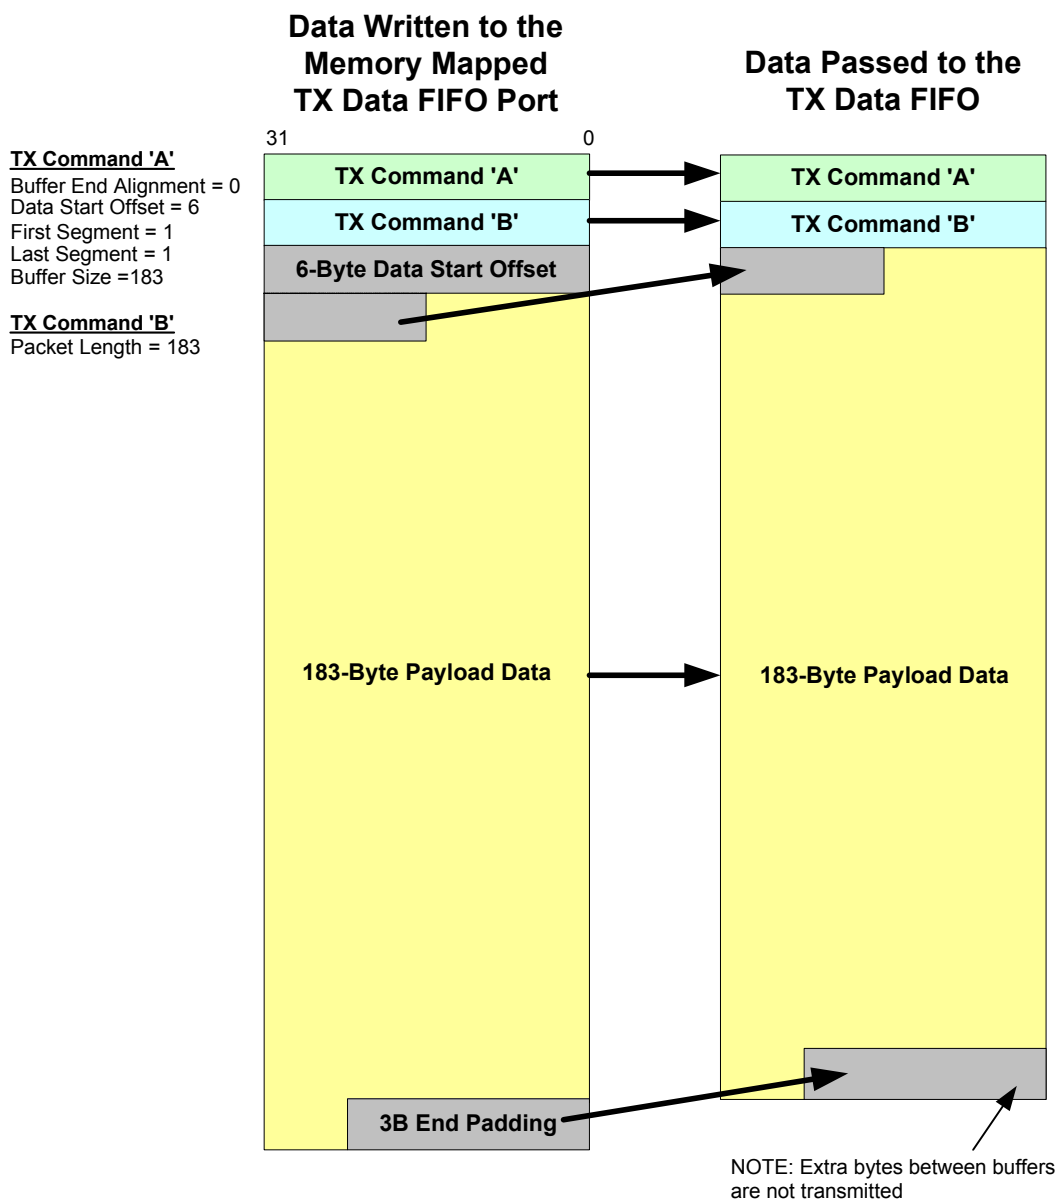 Data Written to the
Memory Mapped
TX Data FIFO Port
Data Passed to the
TX Data FIFO
31
0
TX Command 'A'
Buffer End Alignment = 0
Data Start Offset = 6
First Segment = 1
Last Segment = 1
Buffer Size =183
TX Command 'B'
Packet Length = 183
TX Command 'A'
TX Command 'B'
6-Byte Data Start Offset
183-Byte Payload Data
3B End Padding
TX Command 'A'
TX Command 'B'
183-Byte Payload Data
NOTE: Extra bytes between buffers
are not transmitted